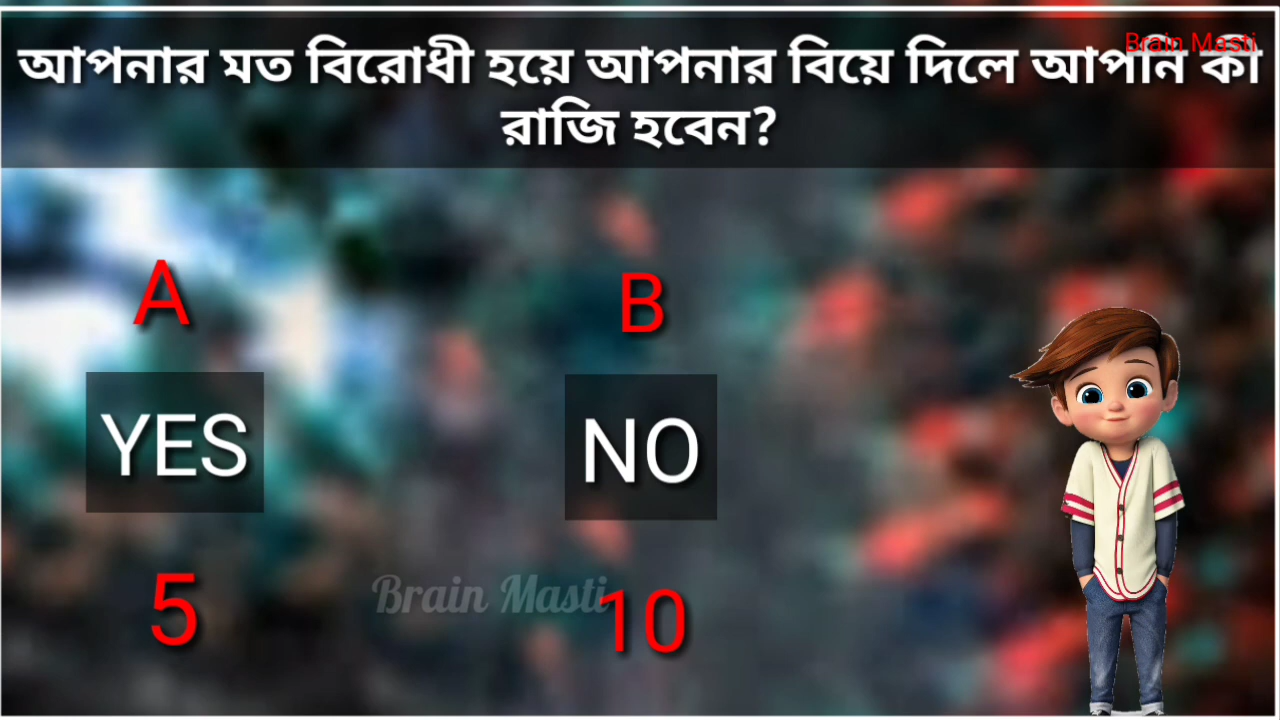 Brain Masti
আপনার মত বিরোধী হয়ে আপনার বিয়ে দিলে আপনি কী
রাজি হবেন?
A
B
YES
NO
5
10
Brain Masti